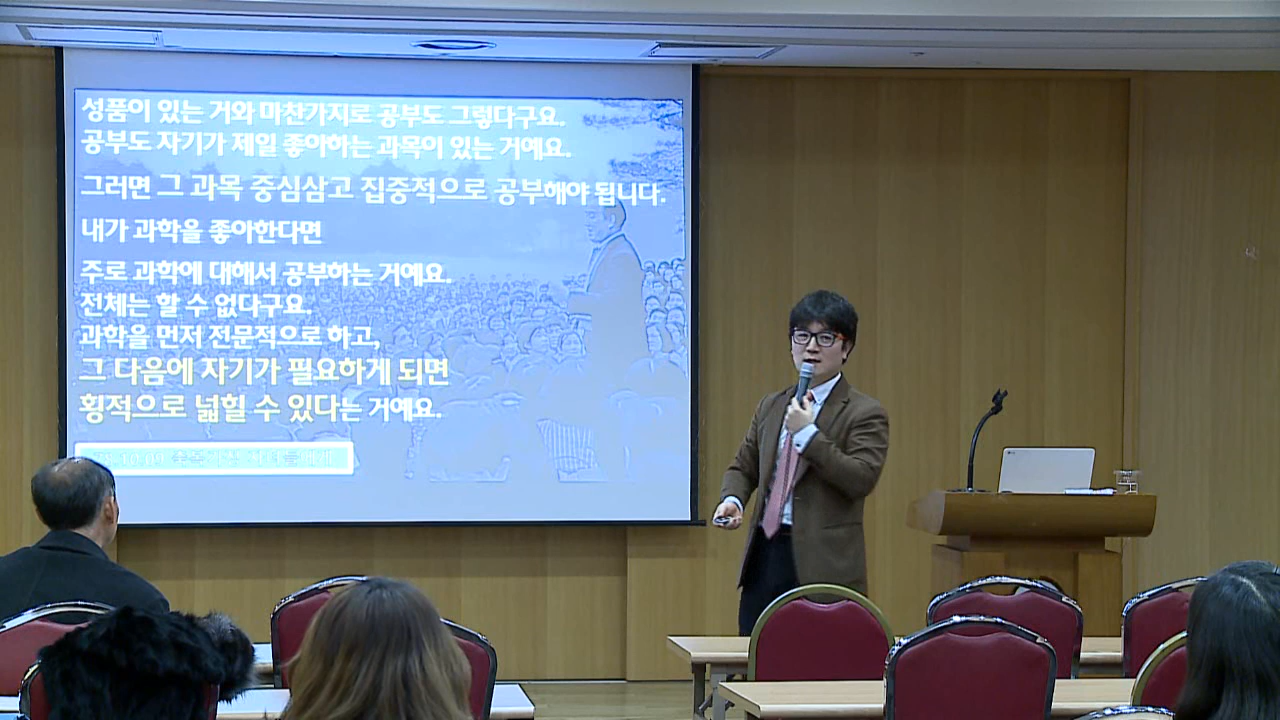 성품이 있는 거와 마찬가지로 공부도 그렇다구요.
공부도 자기가 제일 좋아하는 과목이 있는 거예요.
그러면 그 과목 중심삼고 집중적으로 공부해야 됩니다.
내가 과학을 좋아한다면
주로 과학에 대해서 공부하는 거예요.
전체는 할 수 없다구요.
과학을 먼저 전문적으로 하고,
그 다음에 자기가 필요하게 되면
횡적으로 넓힐 수 있다는 거예요.